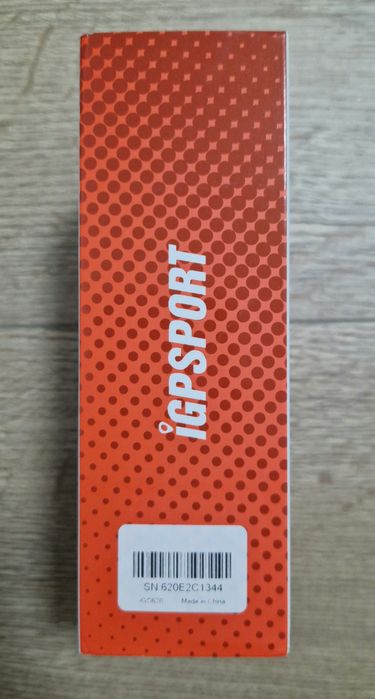 iGPSPORT
SN 620E2C1344
Made in China